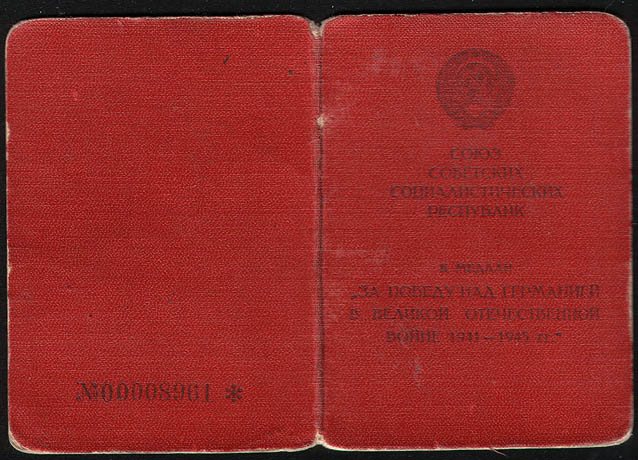 СОЮЗ
СОВЕТСКИХ
СОЦИАЛИСТИЧЕСКИХ
РЕСПУБЛИК
К МЕДАЛИ
„ЗА ПОБЕДУ НАД ГЕРМАНИЕЙ
В ВЕЛИКОЙ ОТЕЧЕСТВЕННОЙ
ВОЙНЕ 1941—1945 гг."